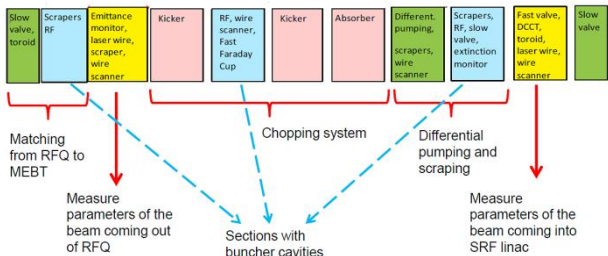 Slow
valve,
toroid
Scrapers
RF
Emittance
monitor,
laser wire,
scraper,
wire
scanner
Kicker
RF, wire
scanner,
Fast
Faraday
Cup
Kicker
Absorber
Different.
pumping,
scrapers,
wire
scanner
Scrapers,
RF, slow
valve,
extinction
monitor
Fast valve,
DCCT,
toroid,
laser wire,
wire
scanner
Slow
valve
Matching
from RFQ to
MEBT
Chopping system
Differential
pumping and
scraping
Measure
parameters of the
beam coming out
of RFQ
Sections with
buncher cavities
Measure
parameters of the
beam coming into
SRF linac